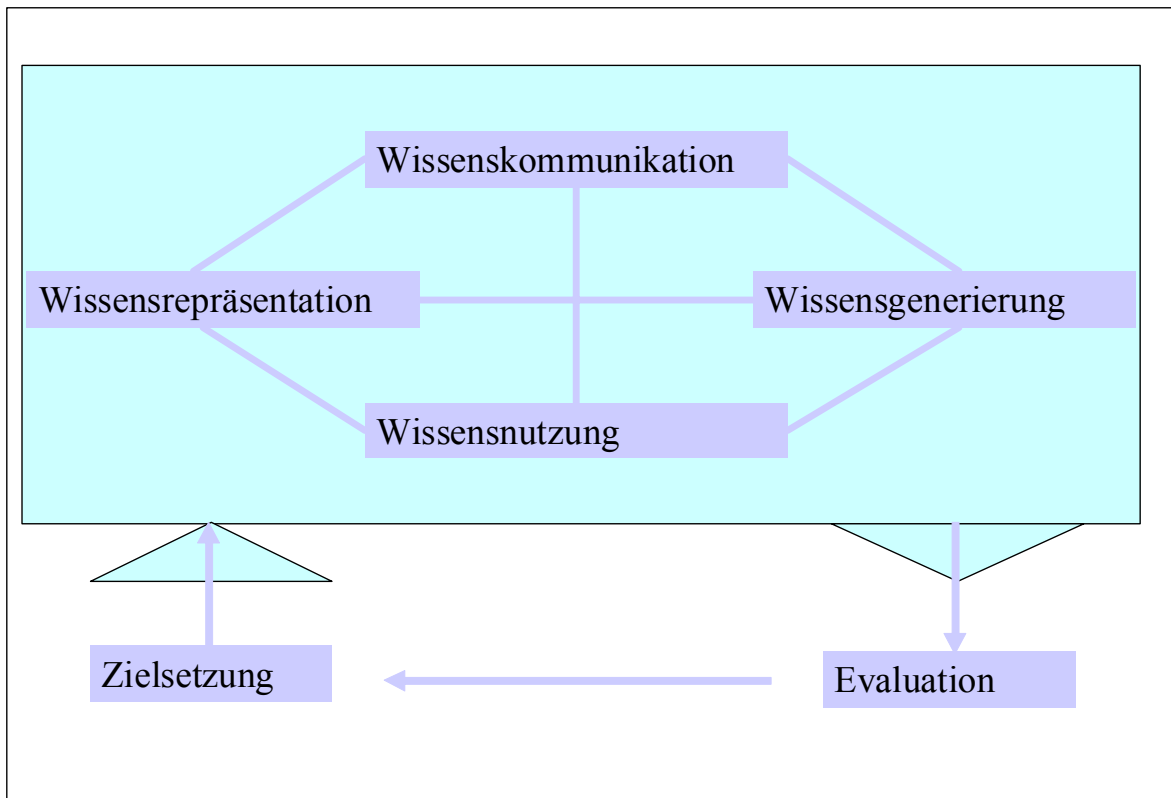 Wissenskommunikation
Wissensrepräsentation
Wissensgenerierung
Wissensnutzung
Zielsetzung
Evaluation